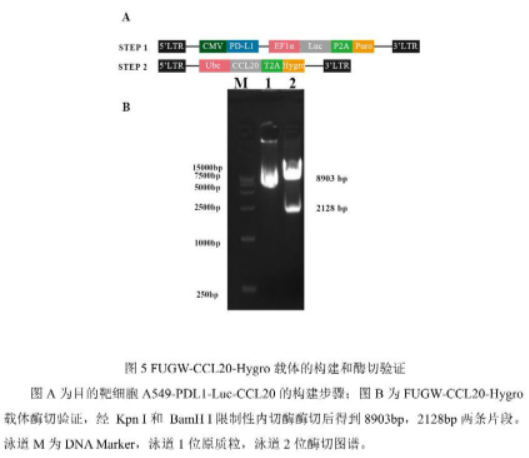 A
STEP 1 5'LTR CMV PD-L1 EF1α Luc P2A Puro 3'LTR
STEP 2 5'LTR Ubc CCL20 T2A Hygro 3'LTR
M 1 2
B
15000bp
7500bp
5000bp
2500bp
1000bp
250bp
8903 bp
2128 bp
图 5 FUGW-CCL20-Hygro 载体的构建和酶切验证
图 A 为目的靶细胞 A549-PDL1-Luc-CCL20 的构建步骤；图 B 为 FUGW-CCL20-Hygro
载体酶切验证，经 Kpn I 和 BamH I 限制性内切酶酶切后得到 8903bp，2128bp 两条片段。
泳道 M 为 DNA Marker，泳道 1 位原质粒，泳道 2 位酶切图谱。